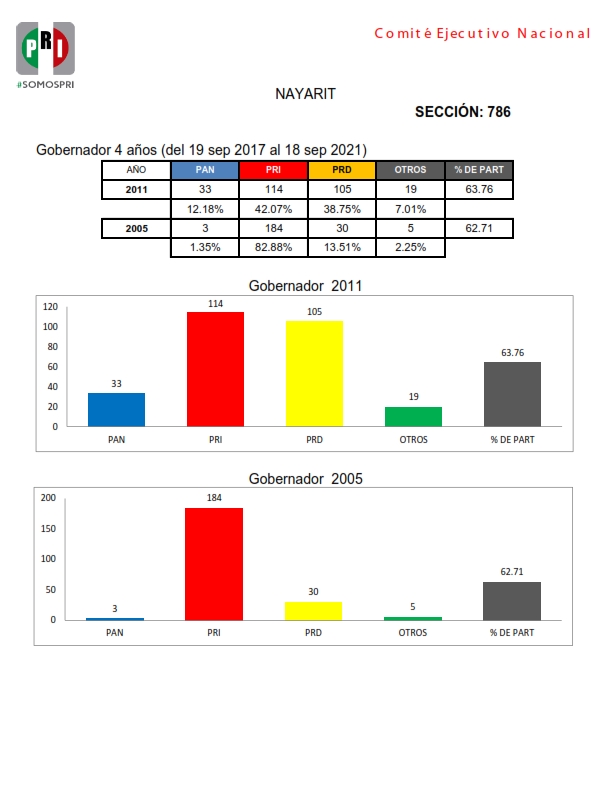 Comité Ejecutivo Nacional
PRI
#SOMOSPRI
NAYARIT
SECCIÓN: 786
Gobernador 4 años (del 19 sep 2017 al 18 sep 2021)
AÑO PAN PRI PRD OTROS % DE PART
2011 33 114 105 19 63.76
12.18% 42.07% 38.75% 7.01%
2005 3 184 30 5 62.71
1.35% 82.88% 13.51% 2.25%
Gobernador 2011
120
100
80
60
40
20
0
33
114
105
19
63.76
PAN PRI PRD OTROS % DE PART
Gobernador 2005
200
150
100
50
0
3
184
30
5
62.71
PAN PRI PRD OTROS % DE PART